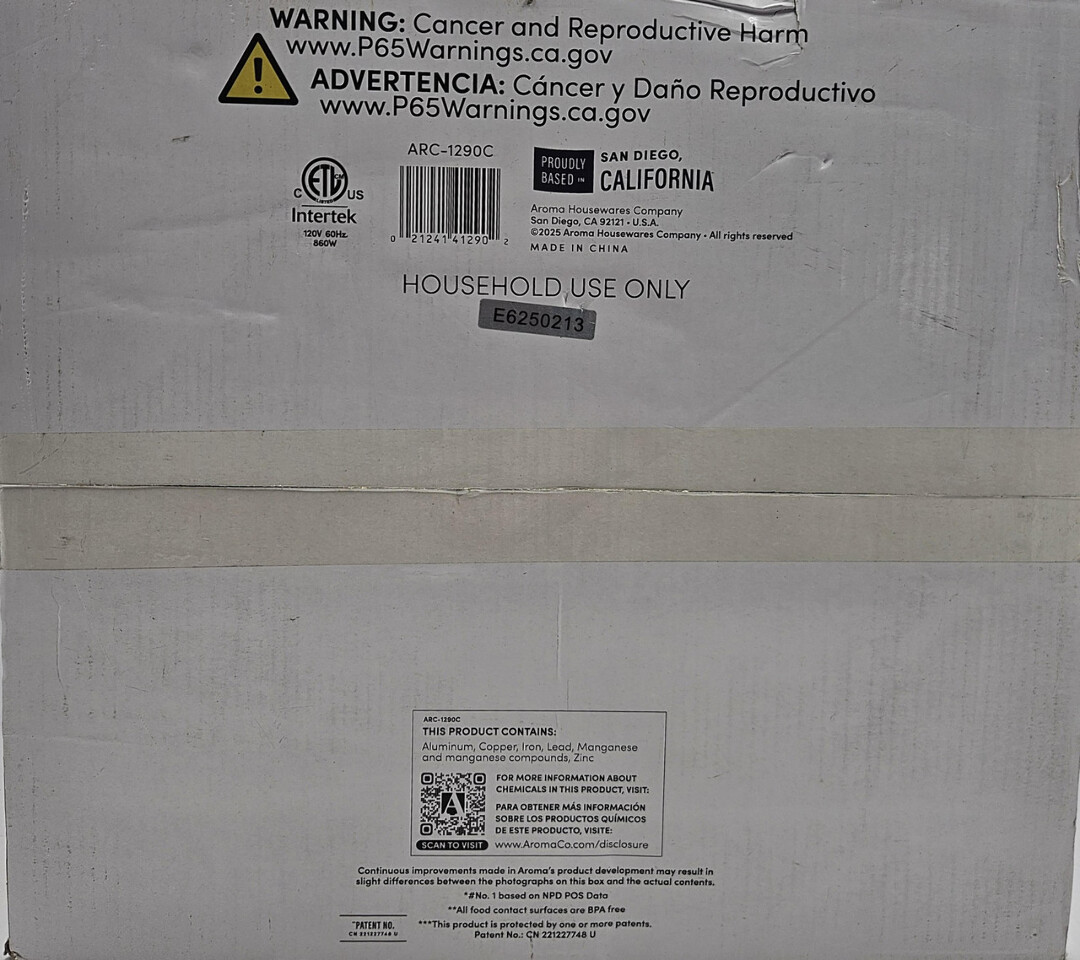 WARNING: Cancer and Reproductive Harm
www.P65Warnings.ca.gov
ADVERTENCIA: Cáncer y Daño Reproductivo
www.P65Warnings.ca.gov
ETL
CM
LISTED
C US
Intertek
120V 60Hz
860W
ARC-1290C
0 21241 41290 2
PROUDLY
BASED IN
SAN DIEGO,
CALIFORNIA
Aroma Housewares Company
San Diego, CA 92121 • U.S.A.
©2025 Aroma Housewares Company • All rights reserved
MADE IN CHINA
HOUSEHOLD USE ONLY
E6250213
ARC-1290C
THIS PRODUCT CONTAINS:
Aluminum, Copper, Iron, Lead, Manganese
and manganese compounds, Zinc
A
SCAN TO VISIT
FOR MORE INFORMATION ABOUT
CHEMICALS IN THIS PRODUCT, VISIT:
PARA OBTENER MÁS INFORMACIÓN
SOBRE LOS PRODUCTOS QUÍMICOS
DE ESTE PRODUCTO, VISITE:
www.AromaCo.com/disclosure
Continuous improvements made in Aroma's product development may result in
slight differences between the photographs on this box and the actual contents.
*#No. 1 based on NPD POS Data
**All food contact surfaces are BPA free
***This product is protected by one or more patents.
Patent No.: CN 221227748 U
PATENT NO.
CN 221227748 U